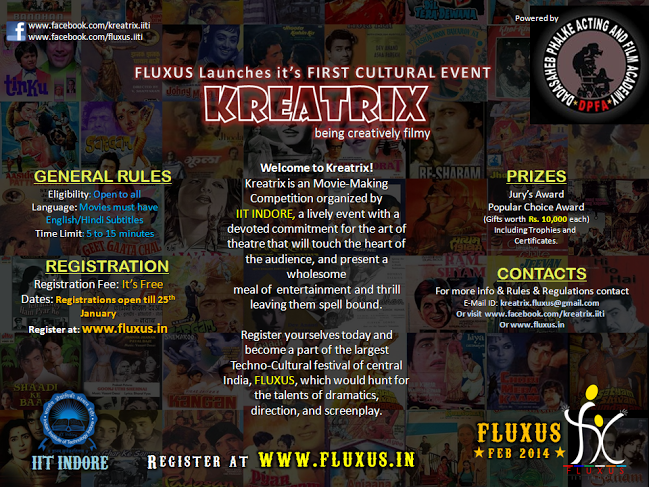 www.facebook.com/kreatrix.iiti
www.facebook.com/fluxus.iiti
Powered by
DADASAHEB PHALKE ACTING AND FILM ACADEMY
DPFA
FLUXUS Launches it's FIRST CULTURAL EVENT
KREATRIX
being creatively filmy
GENERAL RULES
Eligibility: Open to all
Language: Movies must have
English/Hindi Subtitles
Time Limit: 5 to 15 minutes
REGISTRATION
Registration Fee: It's Free
Dates: Registrations open till 25th
January
Register at: www.fluxus.in
Welcome to Kreatrix!
Kreatrix is an Movie-Making
Competition organized by
IIT INDORE, a lively event with a
devoted commitment for the art of
theatre that will touch the heart of
the audience, and present a
wholesome
meal of entertainment and thrill
leaving them spell bound.
Register yourselves today and
become a part of the largest
Techno-Cultural festival of central
India, FLUXUS, which would hunt for
the talents of dramatics,
direction, and screenplay.
PRIZES
Jury's Award
Popular Choice Award
(Gifts worth Rs. 10,000 each)
Including Trophies and
Certificates.
CONTACTS
For more info & Rules & Regulations contact
E-Mail ID: kreatrix.fluxus@gmail.com
Or visit www.facebook.com/kreatrix.iiti
Or www.fluxus.in
IIT INDORE
REGISTER AT WWW.FLUXUS.IN
FLUXUS
FEB 2014
FLUXUS